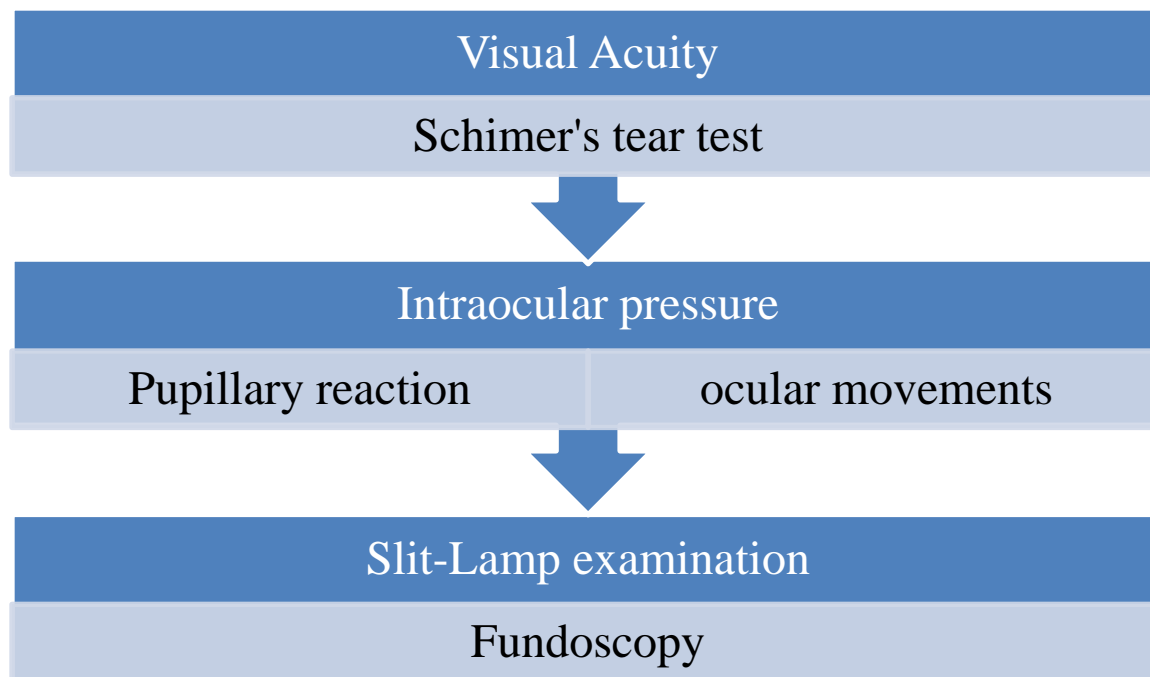 Visual Acuity
Schimer's tear test
Intraocular pressure
Pupillary reaction
ocular movements
Slit-Lamp examination
Fundoscopy